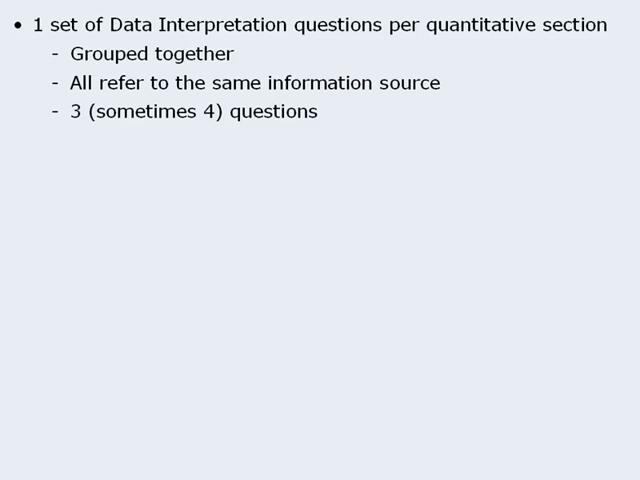 • 1 set of Data Interpretation questions per quantitative section
- Grouped together
- All refer to the same information source
- 3 (sometimes 4) questions